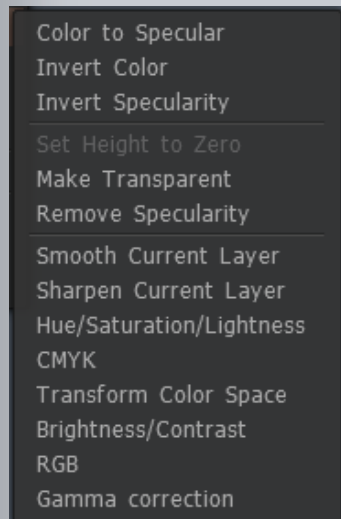 Color to Specular
Invert Color
Invert Specularity
Set Height to Zero
Make Transparent
Remove Specularity
Smooth Current Layer
Sharpen Current Layer
Hue/Saturation/Lightness
CMYK
Transform Color Space
Brightness/Contrast
RGB
Gamma correction